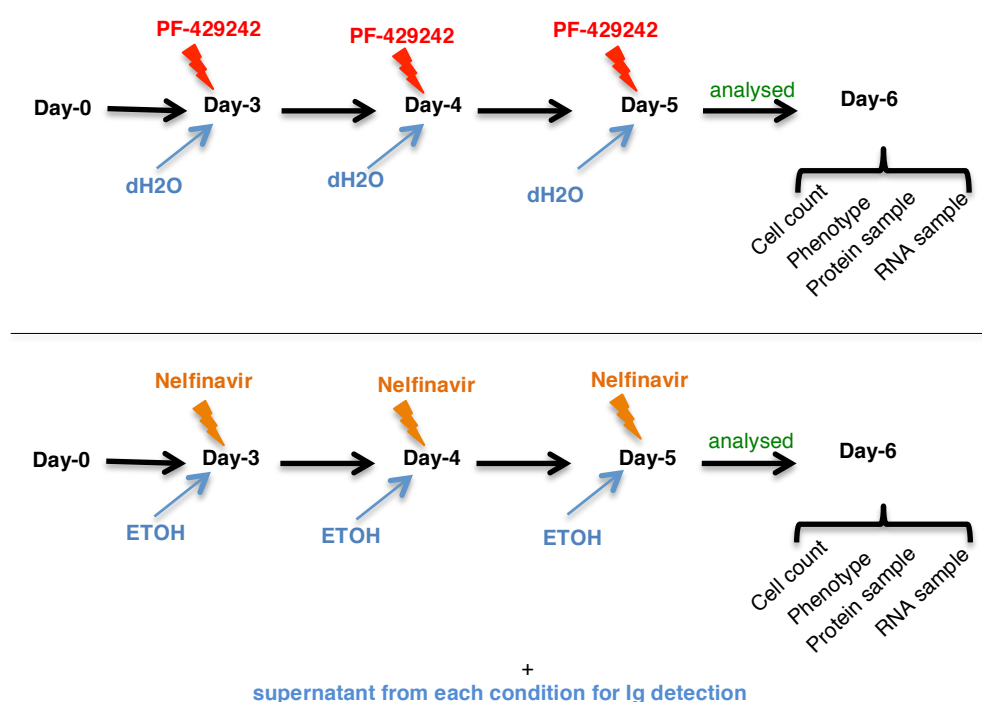 PF-429242
PF-429242
PF-429242
Day-0
Day-3
Day-4
Day-5
analysed
Day-6
dH2O
dH2O
dH2O
Cell count
Phenotype
Protein sample
RNA sample
Nelfinavir
Nelfinavir
Nelfinavir
Day-0
Day-3
Day-4
Day-5
analysed
Day-6
ETOH
ETOH
ETOH
Cell count
Phenotype
Protein sample
RNA sample
+
supernatant from each condition for Ig detection